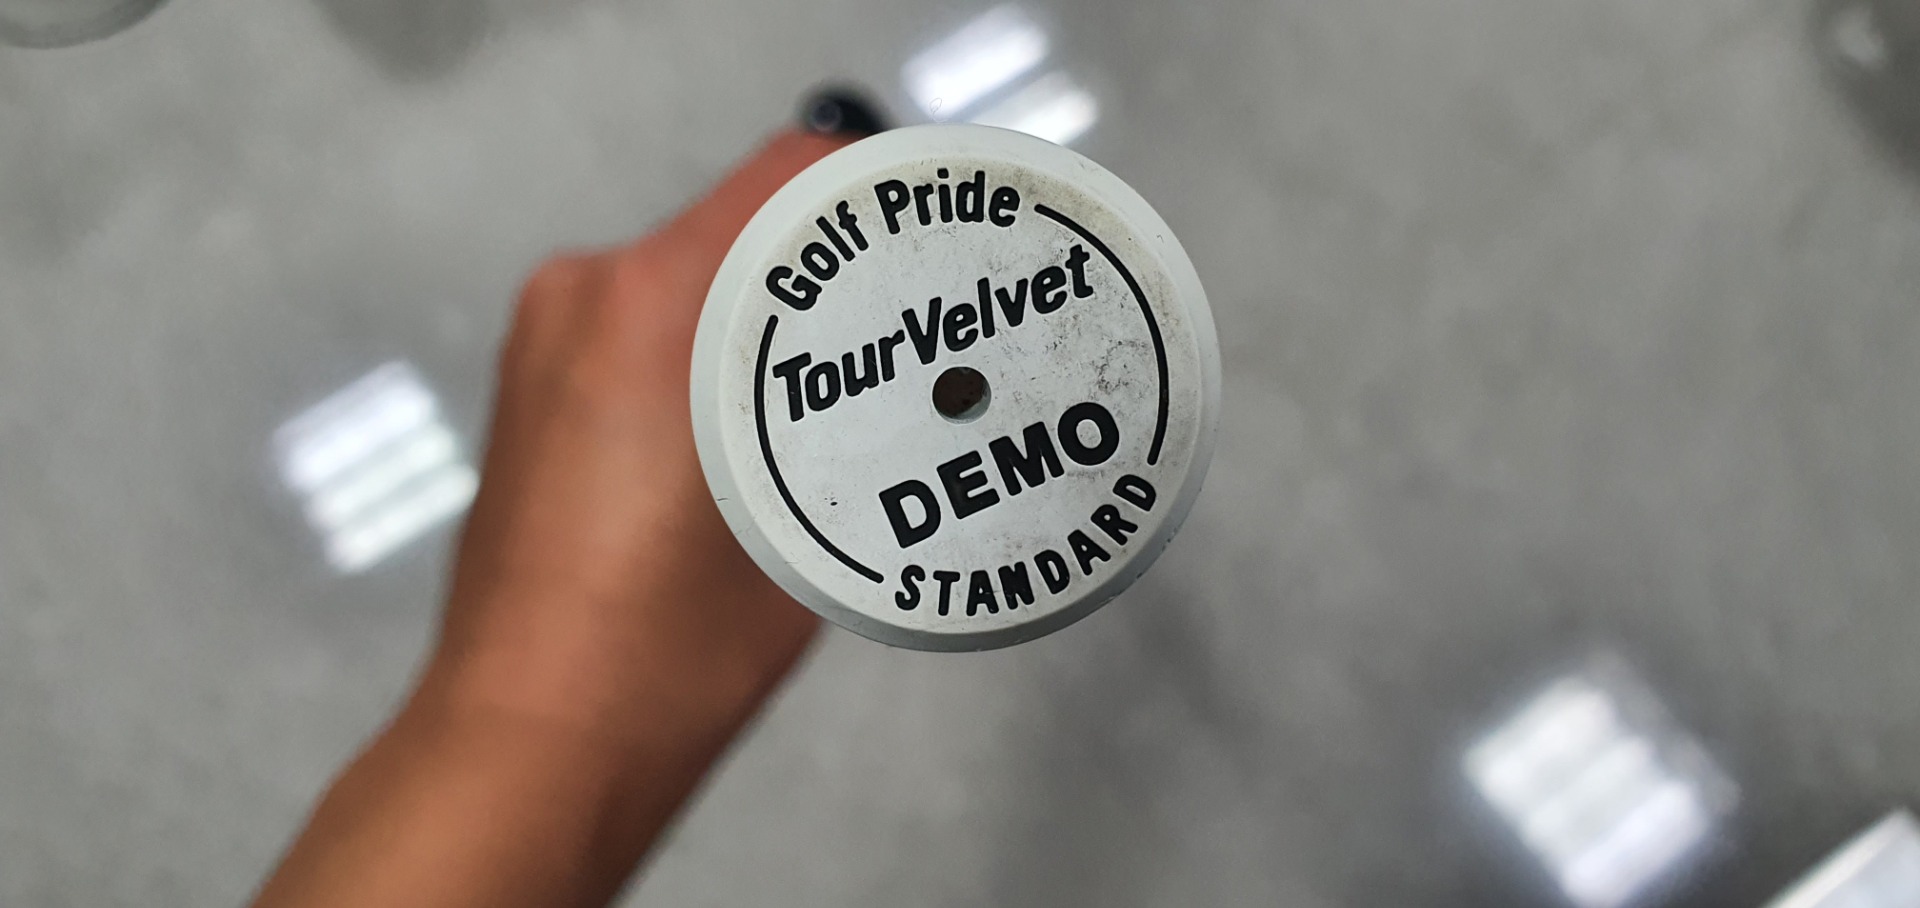 Golf Pride
TourVelvet
DEMO
STANDARD